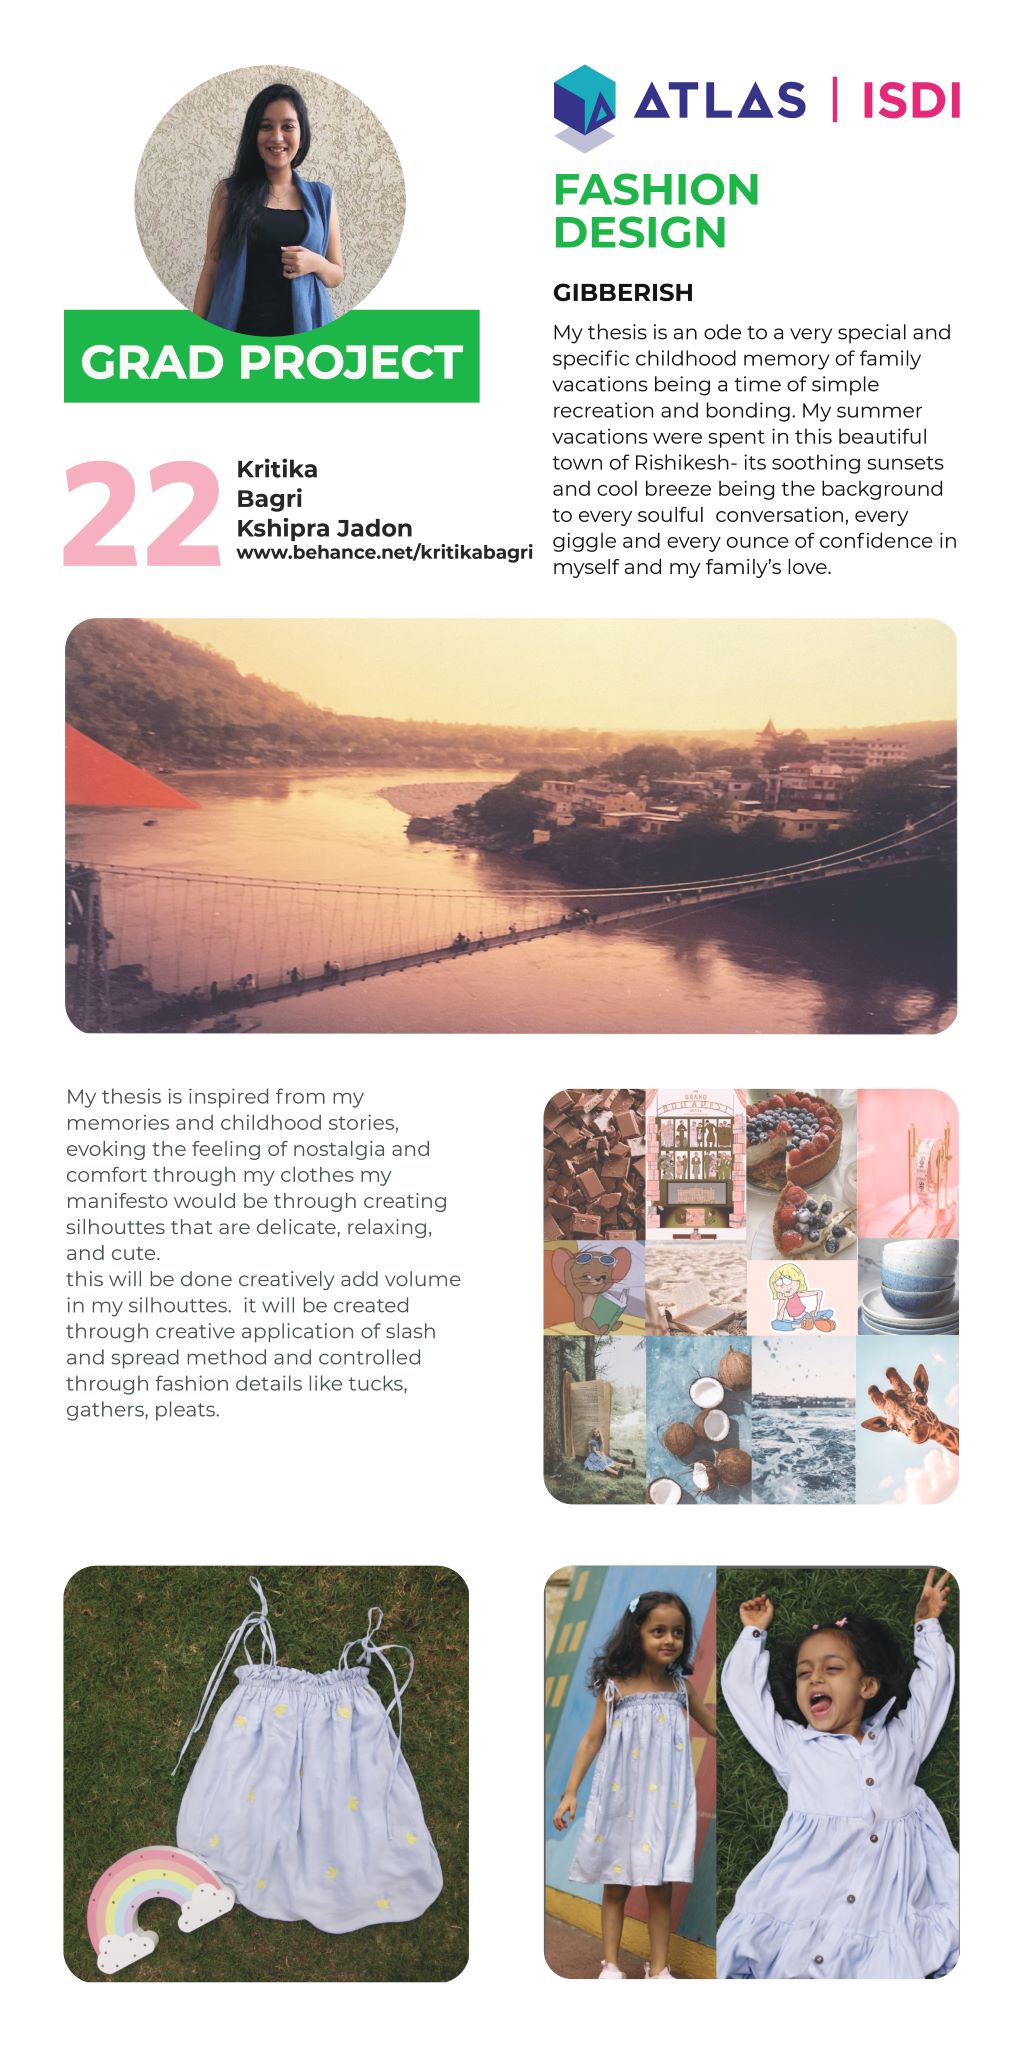 ATLAS | ISDI
FASHION
DESIGN
GRAD PROJECT
22
Kritika
Bagri
Kshipra Jadon
www.behance.net/kritikabagri
GIBBERISH
My thesis is an ode to a very special and
specific childhood memory of family
vacations being a time of simple
recreation and bonding. My summer
vacations were spent in this beautiful
town of Rishikesh- its soothing sunsets
and cool breeze being the background
to every soulful  conversation, every
giggle and every ounce of confidence in
myself and my family's love.
My thesis is inspired from my
memories and childhood stories,
evoking the feeling of nostalgia and
comfort through my clothes my
manifesto would be through creating
silhouttes that are delicate, relaxing,
and cute.
this will be done creatively add volume
in my silhouttes.  it will be created
through creative application of slash
and spread method and controlled
through fashion details like tucks,
gathers, pleats.
GRAND
BUDAPEST